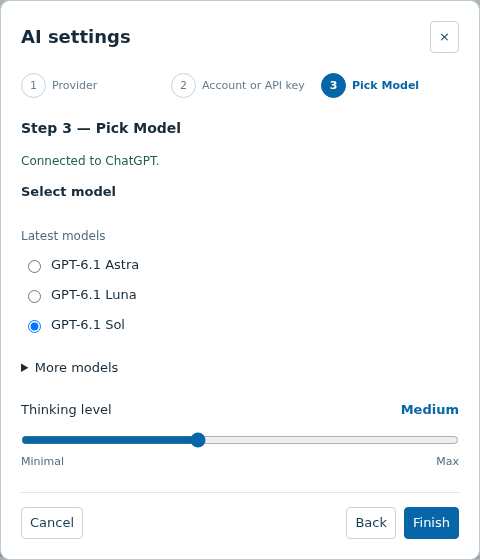 AI settings
×
1 Provider
2 Account or API key
3 Pick Model
Step 3 — Pick Model
Connected to ChatGPT.
Select model
Latest models
GPT-6.1 Astra
GPT-6.1 Luna
GPT-6.1 Sol
More models
Thinking level Medium
Minimal Max
Cancel Back Finish